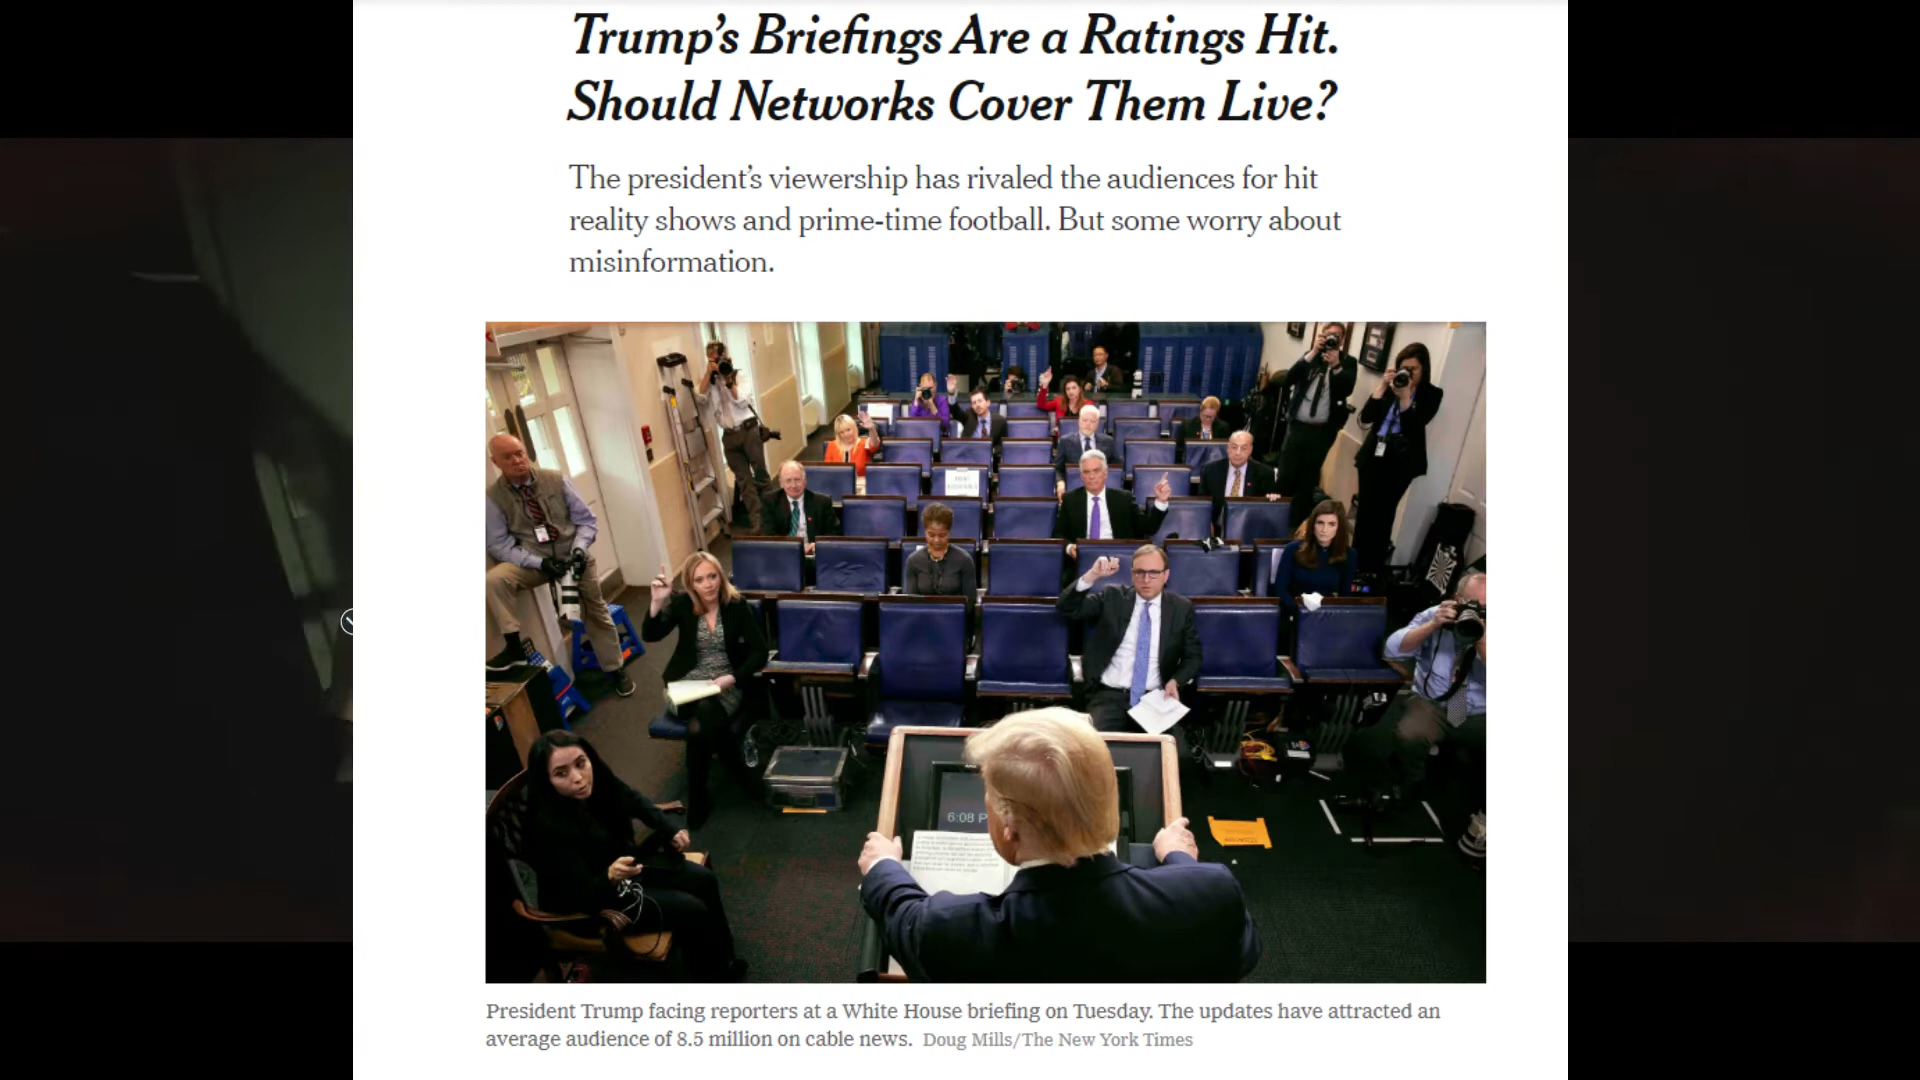 Trump’s Briefings Are a Ratings Hit.
Should Networks Cover Them Live?
The president’s viewership has rivaled the audiences for hit
reality shows and prime-time football. But some worry about
misinformation.
6:08 P
President Trump facing reporters at a White House briefing on Tuesday. The updates have attracted an
average audience of 8.5 million on cable news. Doug Mills/The New York Times